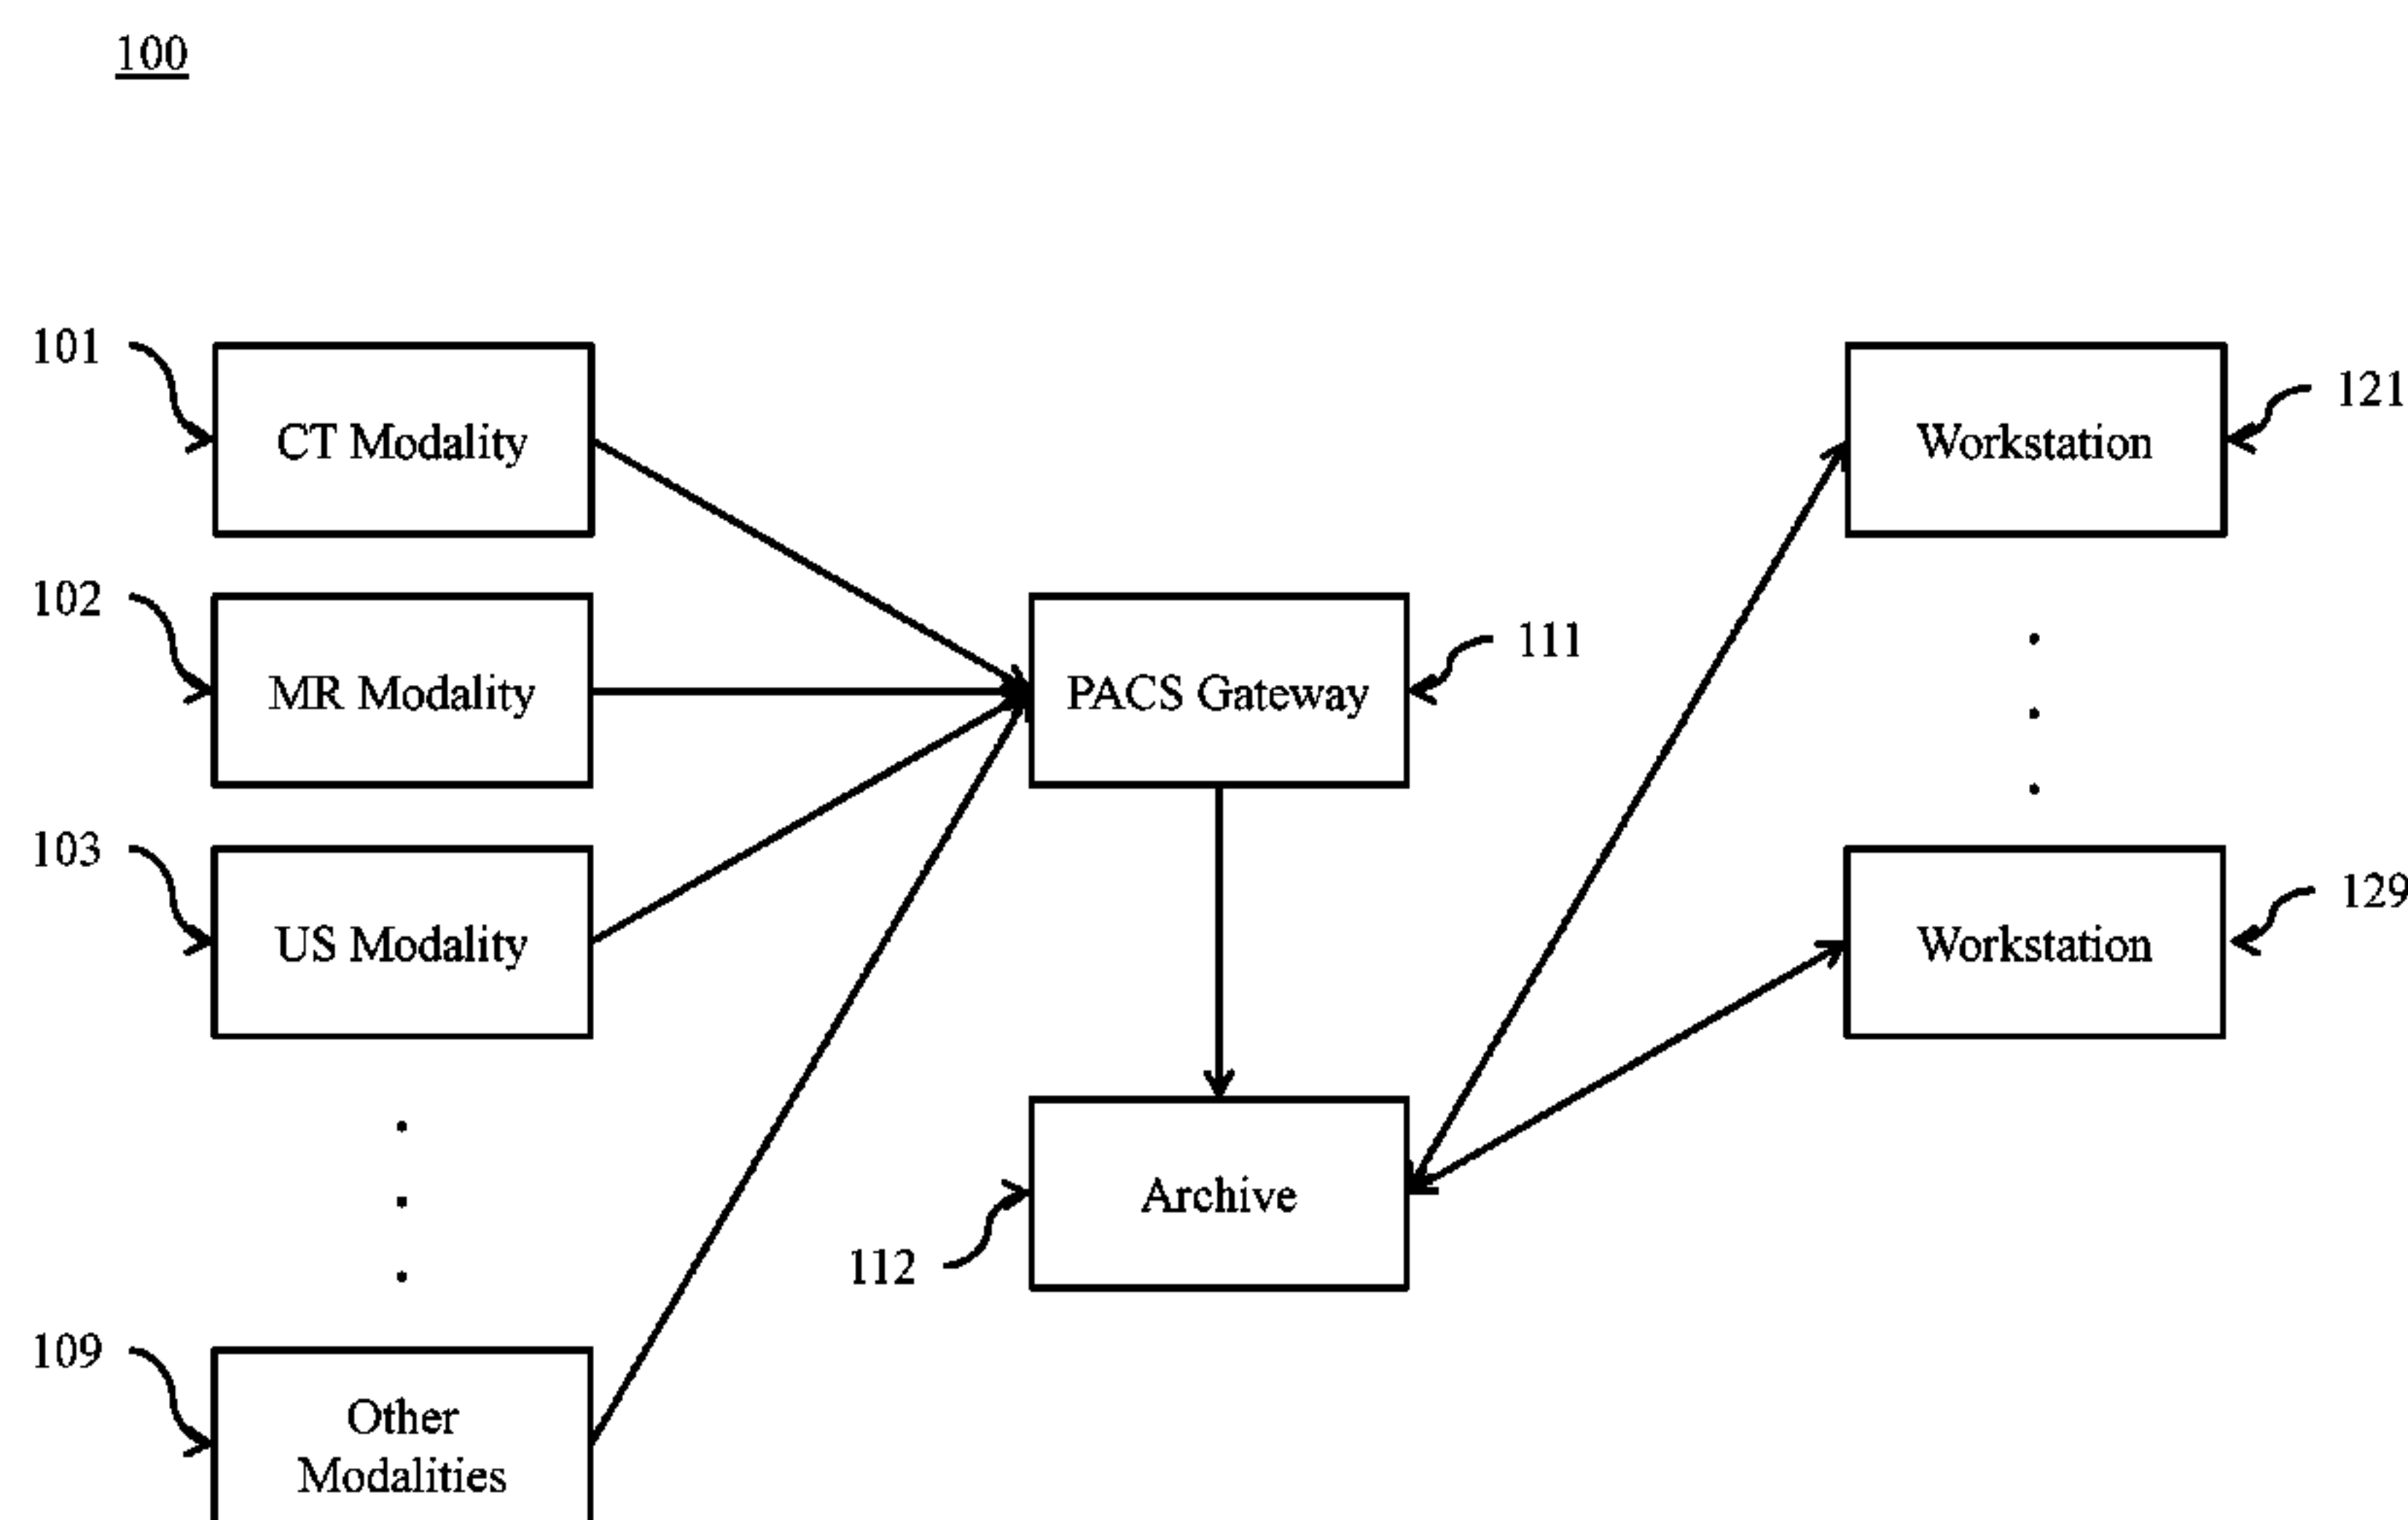 100
101
CT Modality
Workstation
121
102
MR Modality
PACS Gateway
111
103
US Modality
Workstation
129
Archive
112
109
Other
Modalities